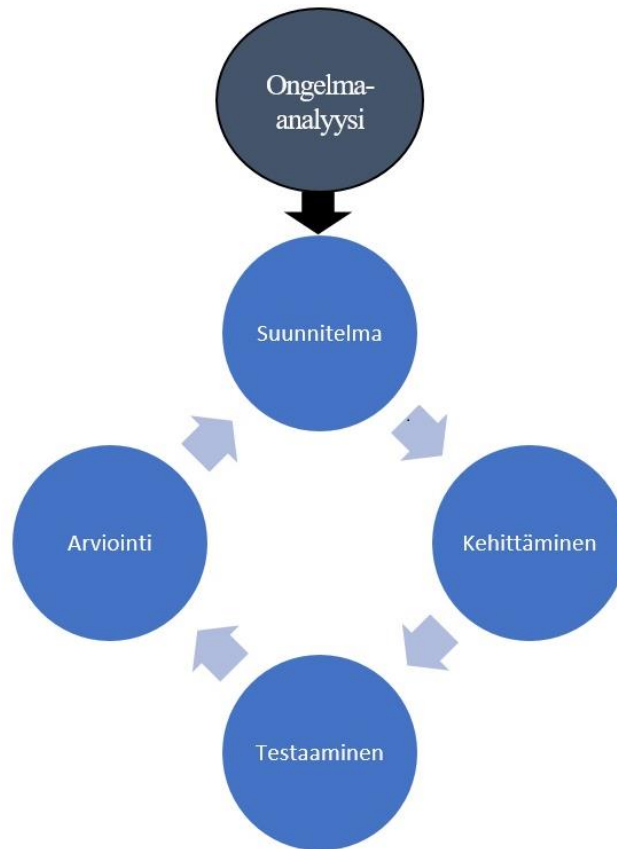 Ongelma-
analyysi
Suunnitelma
Arviointi
Kehittäminen
Testaaminen